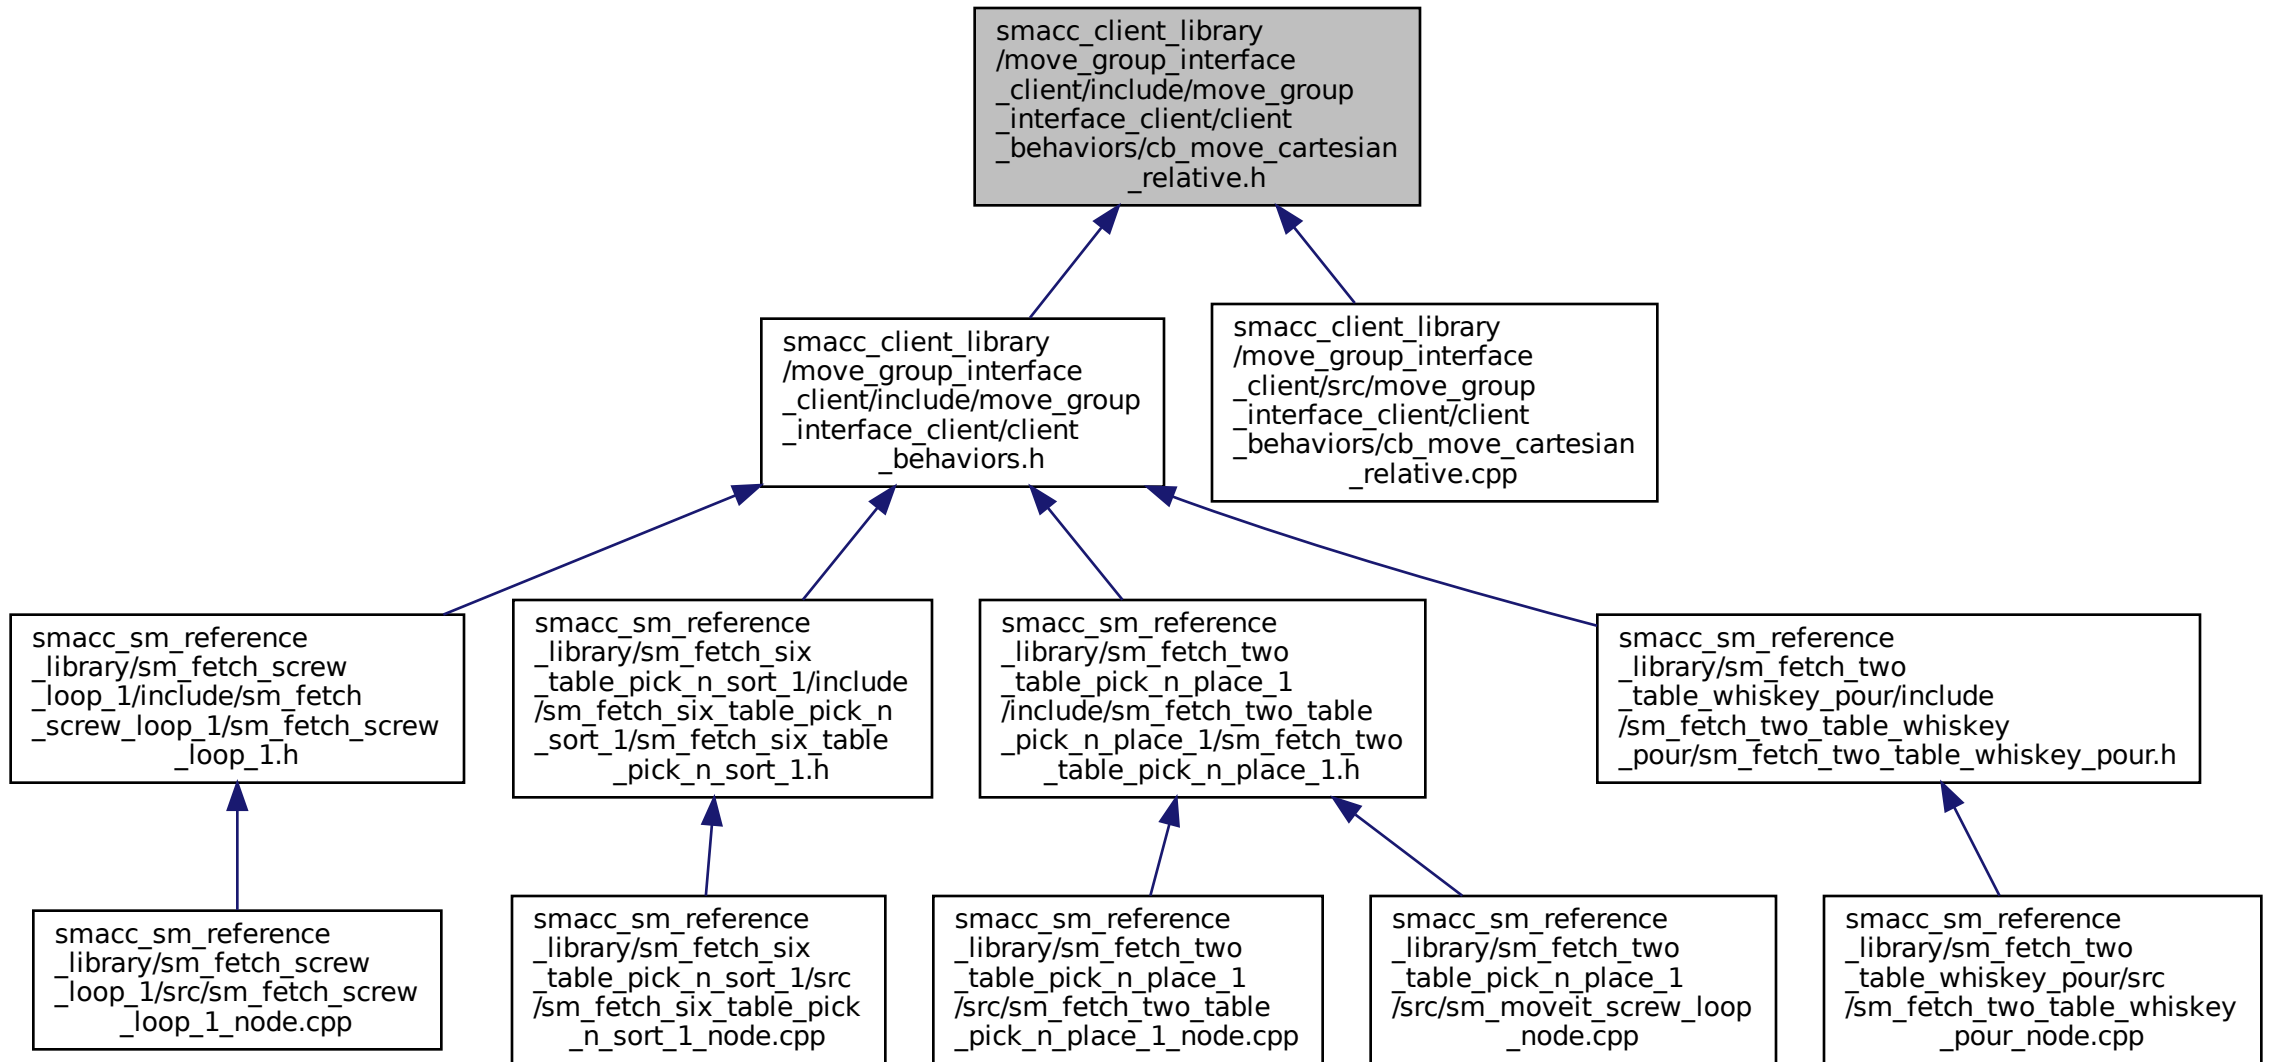 smacc_client_library
/move_group_interface
_client/include/move_group
_interface_client/client
_behaviors/cb_move_cartesian
_relative.h
smacc_client_library
/move_group_interface
_client/include/move_group
_interface_client/client
_behaviors.h
smacc_client_library
/move_group_interface
_client/src/move_group
_interface_client/client
_behaviors/cb_move_cartesian
_relative.cpp
smacc_sm_reference
_library/sm_fetch_screw
_loop_1/include/sm_fetch
_screw_loop_1/sm_fetch_screw
_loop_1.h
smacc_sm_reference
_library/sm_fetch_six
_table_pick_n_sort_1/include
/sm_fetch_six_table_pick_n
_sort_1/sm_fetch_six_table
_pick_n_sort_1.h
smacc_sm_reference
_library/sm_fetch_two
_table_pick_n_place_1
/include/sm_fetch_two_table
_pick_n_place_1/sm_fetch_two
_table_pick_n_place_1.h
smacc_sm_reference
_library/sm_fetch_two
_table_whiskey_pour/include
/sm_fetch_two_table_whiskey
_pour/sm_fetch_two_table_whiskey_pour.h
smacc_sm_reference
_library/sm_fetch_screw
_loop_1/src/sm_fetch_screw
_loop_1_node.cpp
smacc_sm_reference
_library/sm_fetch_six
_table_pick_n_sort_1/src
/sm_fetch_six_table_pick
_n_sort_1_node.cpp
smacc_sm_reference
_library/sm_fetch_two
_table_pick_n_place_1
/src/sm_fetch_two_table
_pick_n_place_1_node.cpp
smacc_sm_reference
_library/sm_fetch_two
_table_pick_n_place_1
/src/sm_moveit_screw_loop
_node.cpp
smacc_sm_reference
_library/sm_fetch_two
_table_whiskey_pour/src
/sm_fetch_two_table_whiskey
_pour_node.cpp